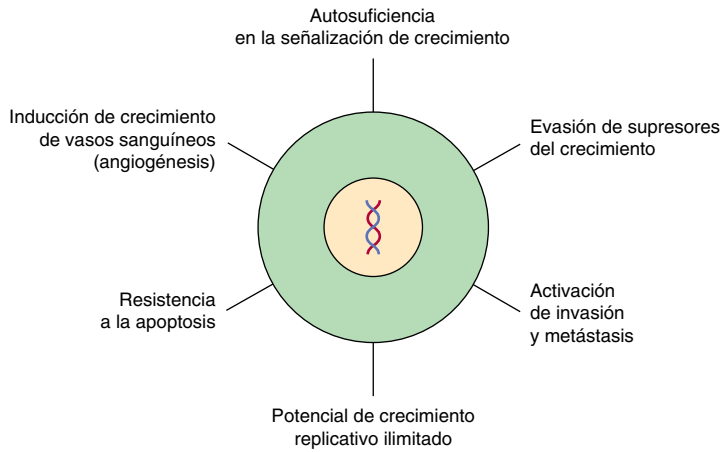 Autosuficiencia
en la señalización de crecimiento
Inducción de crecimiento
de vasos sanguíneos
(angiogénesis)
Evasión de supresores
del crecimiento
Resistencia
a la apoptosis
Activación
de invasión
y metástasis
Potencial de crecimiento
replicativo ilimitado